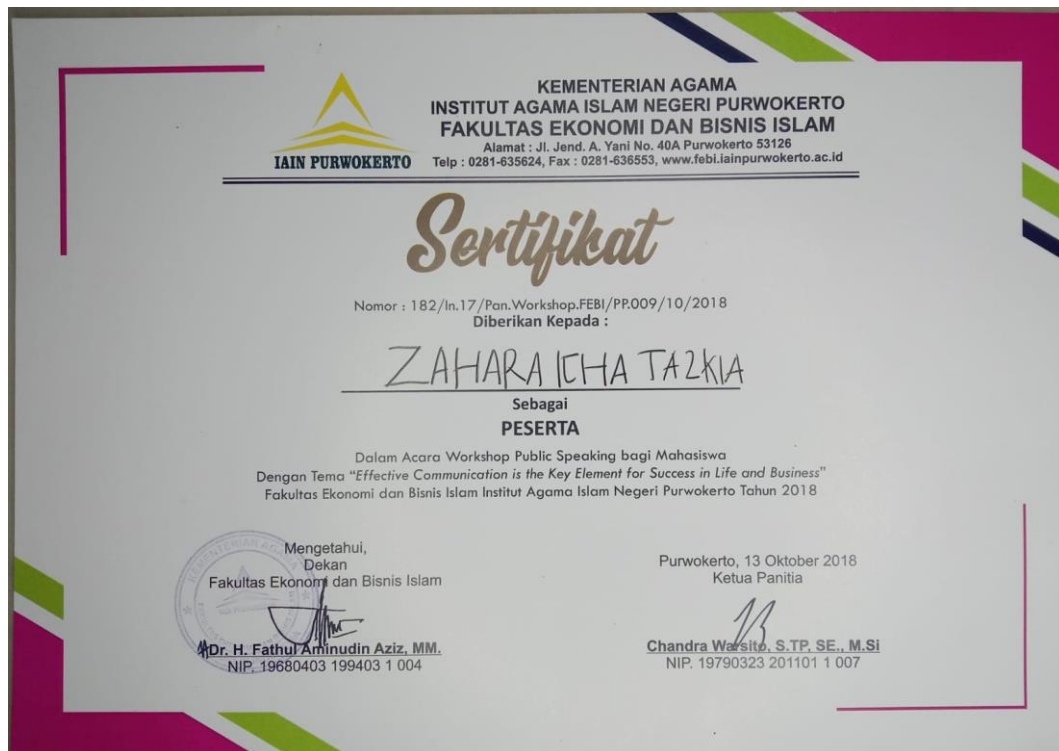 KEMENTERIAN AGAMA
INSTITUT AGAMA ISLAM NEGERI PURWOKERTO
FAKULTAS EKONOMI DAN BISNIS ISLAM
Alamat : Jl. Jend. A. Yani No. 40A Purwokerto 53126
Telp : 0281-635624, Fax : 0281-636553, www.febi.iainpurwokerto.ac.id
IAIN PURWOKERTO
Sertifikat
Nomor : 182/In.17/Pan.Workshop.FEBI/PP.009/10/2018
Diberikan Kepada :
ZAHARA ICHA TAZKIA
Sebagai
PESERTA
Dalam Acara Workshop Public Speaking bagi Mahasiswa
Dengan Tema “Effective Communication is the Key Element for Success in Life and Business”
Fakultas Ekonomi dan Bisnis Islam Institut Agama Islam Negeri Purwokerto Tahun 2018
Mengetahui,
Dekan
Fakultas Ekonomi dan Bisnis Islam
KEMENTERIAN AGAMA
Dr. H. Fathul Aminudin Aziz, MM.
NIP. 19680403 199403 1 004
Purwokerto, 13 Oktober 2018
Ketua Panitia
Chandra Warsito, S.TP, SE., M.Si
NIP. 19790323 201101 1 007